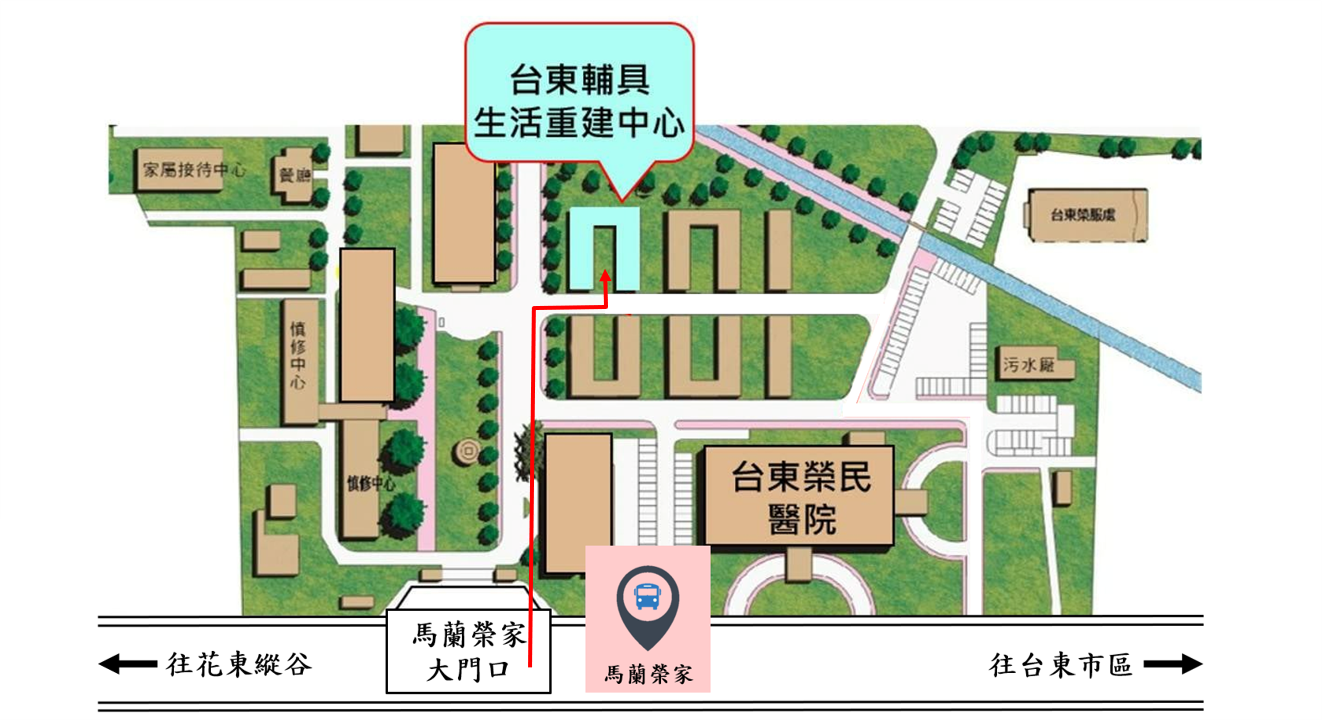 台東輔具
生活重建中心
家屬接待中心
餐廳
台東榮服處
慎修中心
污水廠
台東榮民
醫院
慎修中心
馬蘭榮家
大門口
馬蘭榮家
往花東縱谷
往台東市區